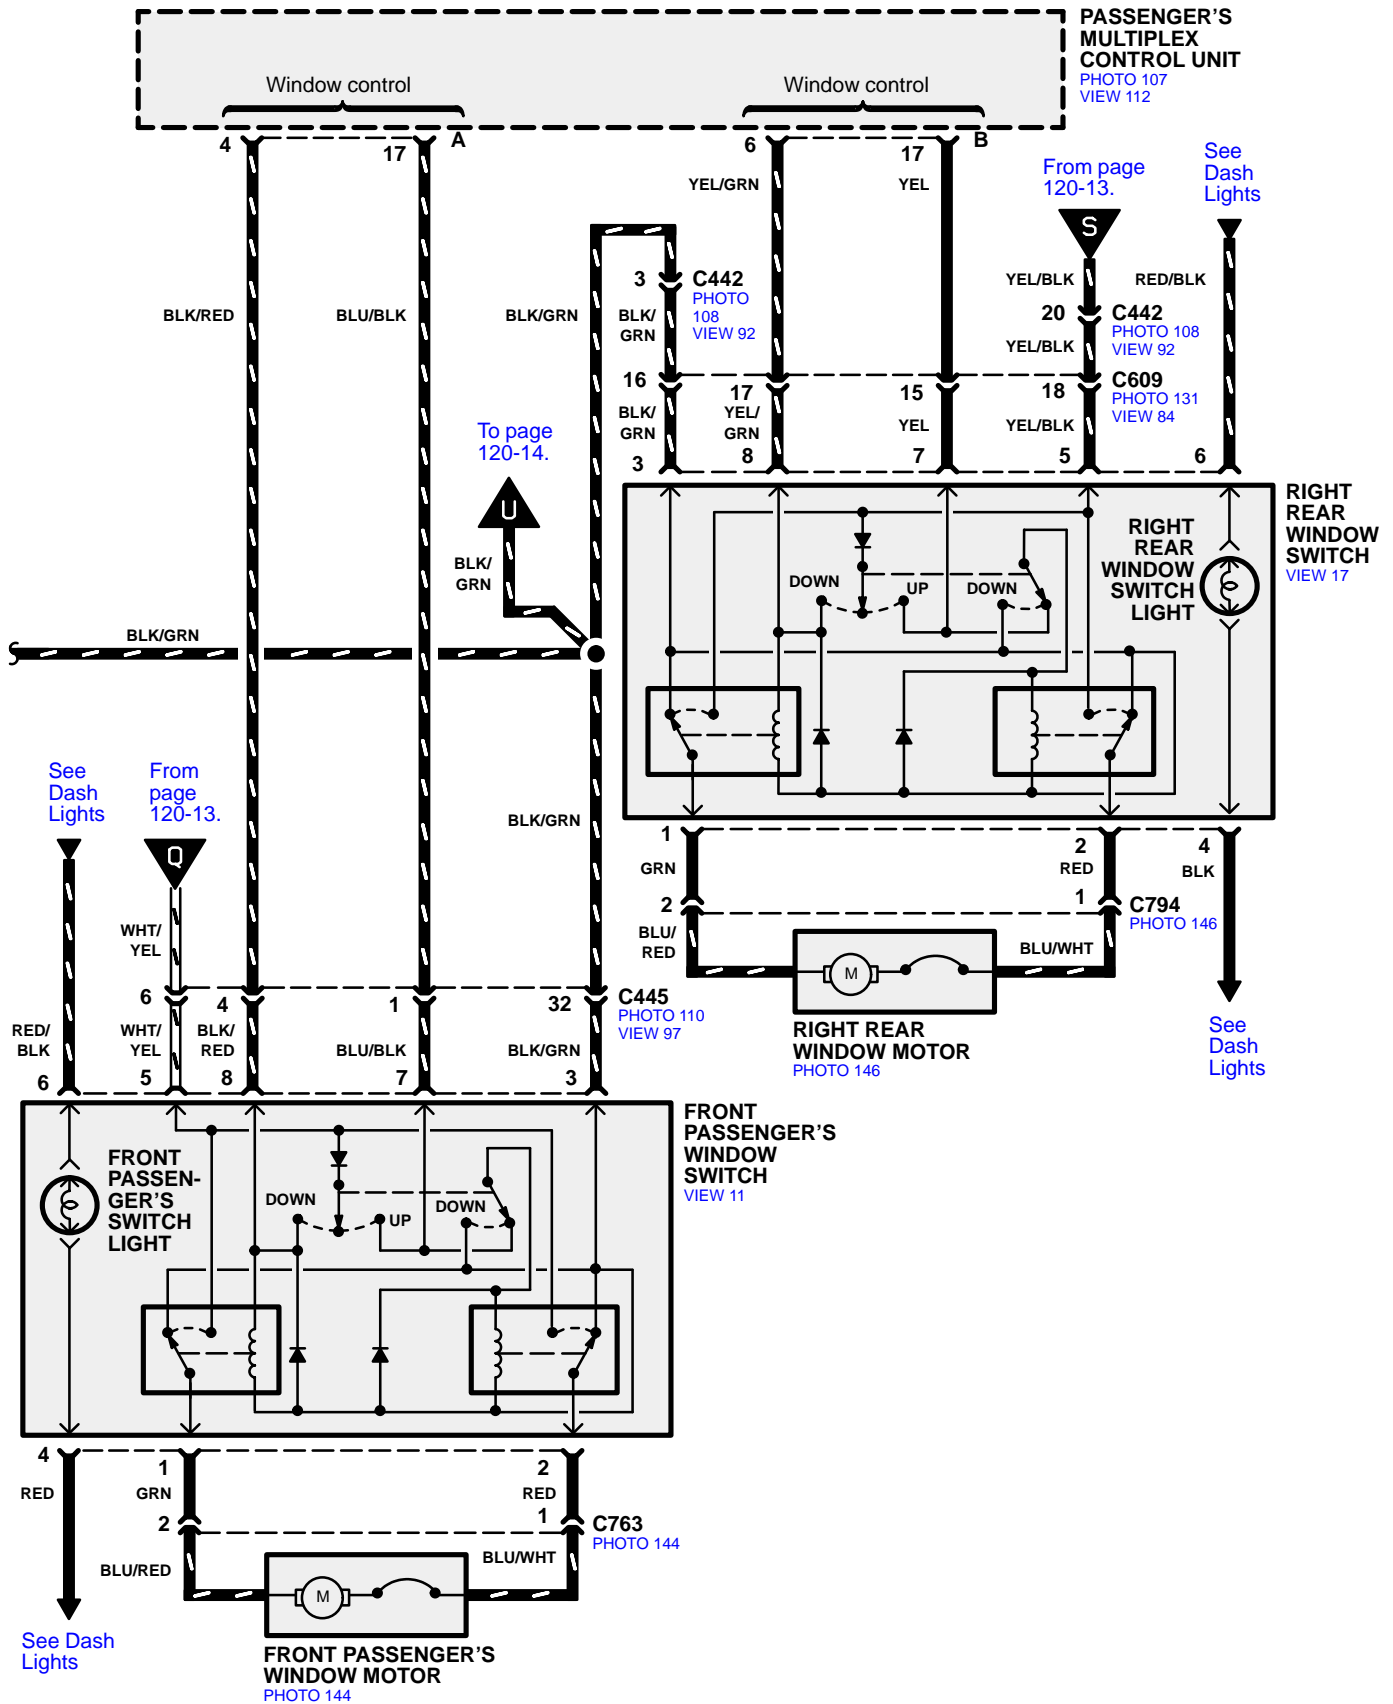 PASSENGER'S
MULTIPLEX
CONTROL UNIT
PHOTO 107
VIEW 112
Window control
Window control
4
17
A
6
17
B
YEL/GRN
YEL
From page
120-13.
See
Dash
Lights
S
3
C442
PHOTO
108
VIEW 92
YEL/BLK
RED/BLK
BLK/RED
BLU/BLK
BLK/GRN
BLK/
GRN
20
C442
PHOTO 108
VIEW 92
YEL/BLK
16
17
15
18
C609
PHOTO 131
VIEW 84
BLK/
GRN
YEL/
GRN
YEL
YEL/BLK
3
8
7
5
6
To page
120-14.
U
BLK/
GRN
BLK/GRN
RIGHT
REAR
WINDOW
SWITCH
VIEW 17
RIGHT
REAR
WINDOW
SWITCH
LIGHT
DOWN
UP
DOWN
See
Dash
Lights
From
page
120-13.
Q
BLK/GRN
1
2
4
GRN
RED
BLK
2
1
C794
PHOTO 146
BLU/
RED
BLU/WHT
M
RIGHT REAR
WINDOW MOTOR
PHOTO 146
See
Dash
Lights
WHT/
YEL
6
4
1
32
C445
PHOTO 110
VIEW 97
RED/
BLK
WHT/
YEL
BLK/
RED
BLU/BLK
BLK/GRN
6
5
8
7
3
FRONT
PASSENGER'S
WINDOW
SWITCH
VIEW 11
FRONT
PASSEN-
GER'S
SWITCH
LIGHT
DOWN
UP
DOWN
4
1
2
RED
GRN
RED
2
1
C763
PHOTO 144
BLU/RED
BLU/WHT
M
See Dash
Lights
FRONT PASSENGER'S
WINDOW MOTOR
PHOTO 144